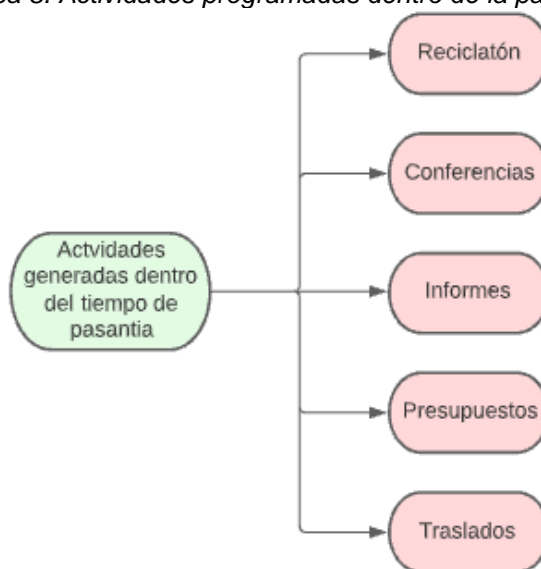 Actividades programadas dentro de la
Reciclatón
Conferencias
Actvidades
generadas dentro
del tiempo de
pasantia
Informes
Presupuestos
Traslados